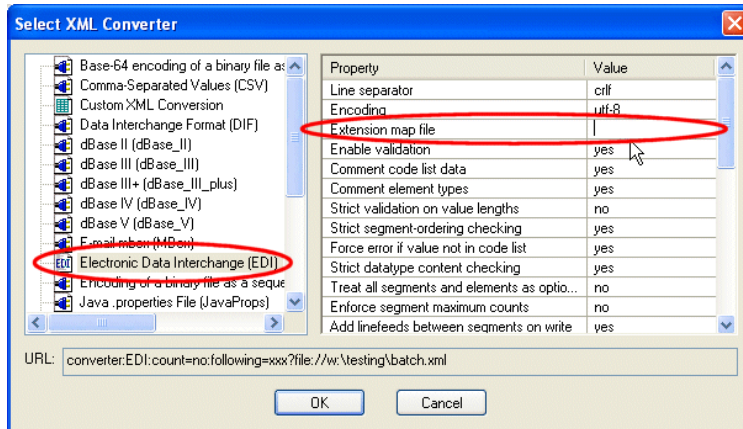 Select XML Converter
Base-64 encoding of a binary file as
Comma-Separated Values (CSV)
Custom XML Conversion
Data Interchange Format (DIF)
dBase II (dBase_II)
dBase III (dBase_III)
dBase III+ (dBase_III_plus)
dBase IV (dBase_IV)
dBase V (dBase_V)
E-mail mbox (MBox)
EDI Electronic Data Interchange (EDI)
Encoding of a binary file as a seque
Java .properties File (JavaProps)
Property Value
Line separator crlf
Encoding utf-8
Extension map file
Enable validation yes
Comment code list data yes
Comment element types yes
Strict validation on value lengths no
Strict segment-ordering checking yes
Force error if value not in code list yes
Strict datatype content checking yes
Treat all segments and elements as optio... no
Enforce segment maximum counts no
Add linefeeds between segments on write yes
URL: converter:EDI:count=no:following=xxx?file://w:\testing\batch.xml
OK Cancel